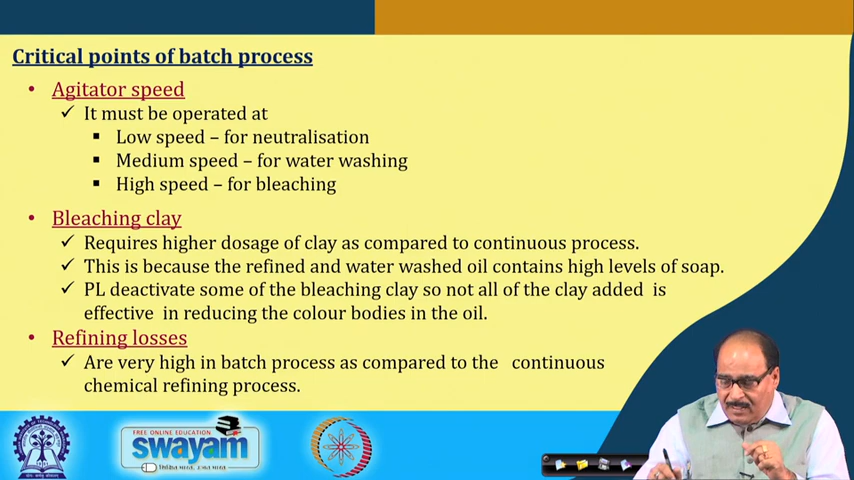 Critical points of batch process
• Agitator speed
✓ It must be operated at
▪ Low speed – for neutralisation
▪ Medium speed – for water washing
▪ High speed – for bleaching
• Bleaching clay
✓ Requires higher dosage of clay as compared to continuous process.
✓ This is because the refined and water washed oil contains high levels of soap.
✓ PL deactivate some of the bleaching clay so not all of the clay added is
effective in reducing the colour bodies in the oil.
• Refining losses
✓ Are very high in batch process as compared to the continuous
chemical refining process.
FREE ONLINE EDUCATION
swayam